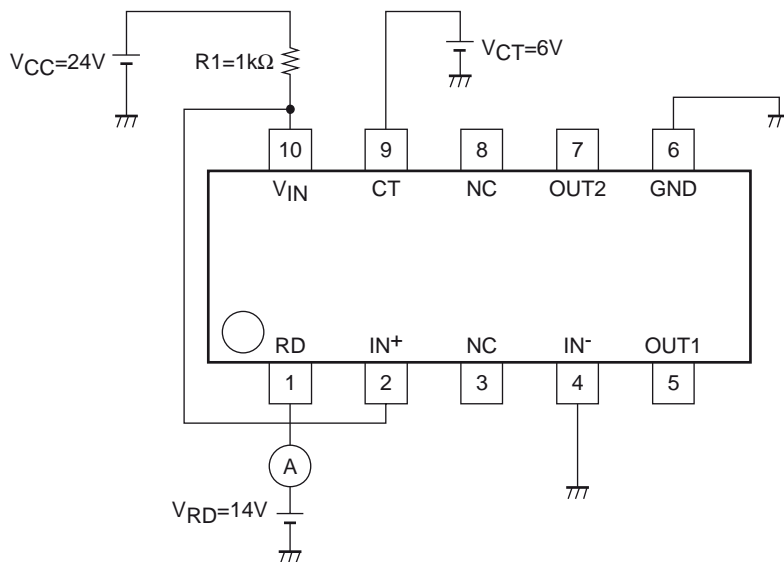 VCC=24V
R1=1kΩ
VCT=6V
10 9 8 7 6
VIN CT NC OUT2 GND
RD IN+ NC IN- OUT1
1 2 3 4 5
A
VRD=14V